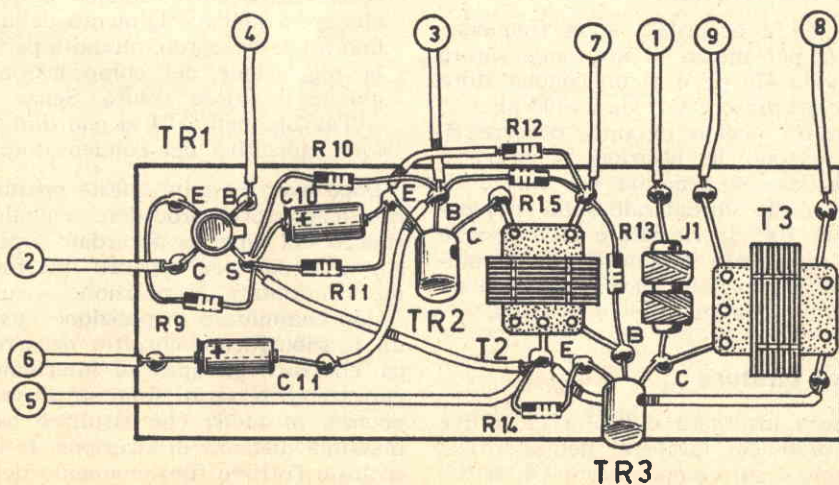 4 3 7 1 9 8
TR1
R12
R10
E B C10 E B R15 R13 J1 T3
+
2 C S C
R11 TR2
R9
6 + C11 T2 E B C
5 R14
TR3